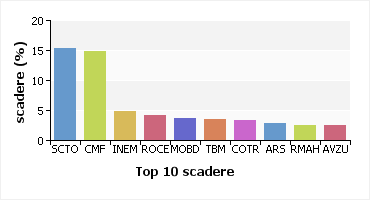 20
15
10
5
0
scadere (%)
SCTO CMF INEM ROCE MOBD TBM COTR ARS RMAH AVZU
Top 10 scadere